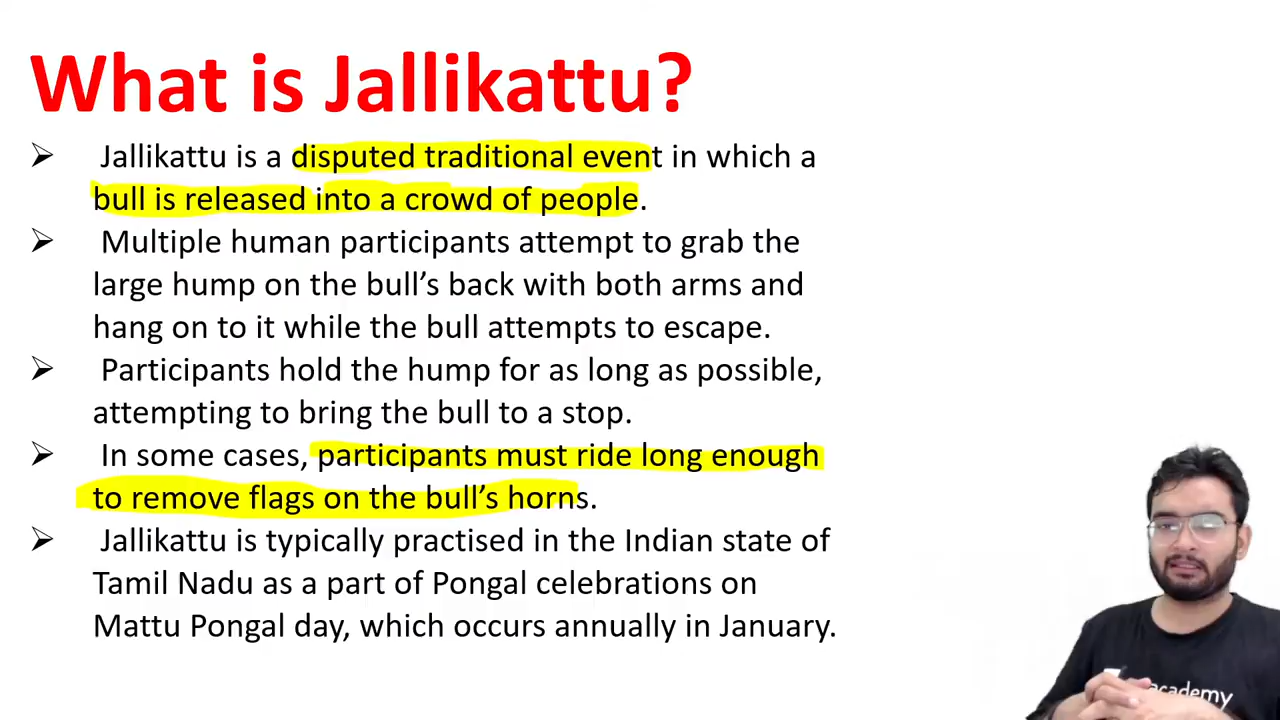 What is Jallikattu?
➢ Jallikattu is a disputed traditional event in which a
bull is released into a crowd of people.
➢ Multiple human participants attempt to grab the
large hump on the bull’s back with both arms and
hang on to it while the bull attempts to escape.
➢ Participants hold the hump for as long as possible,
attempting to bring the bull to a stop.
➢ In some cases, participants must ride long enough
to remove flags on the bull’s horns.
➢ Jallikattu is typically practised in the Indian state of
Tamil Nadu as a part of Pongal celebrations on
Mattu Pongal day, which occurs annually in January.